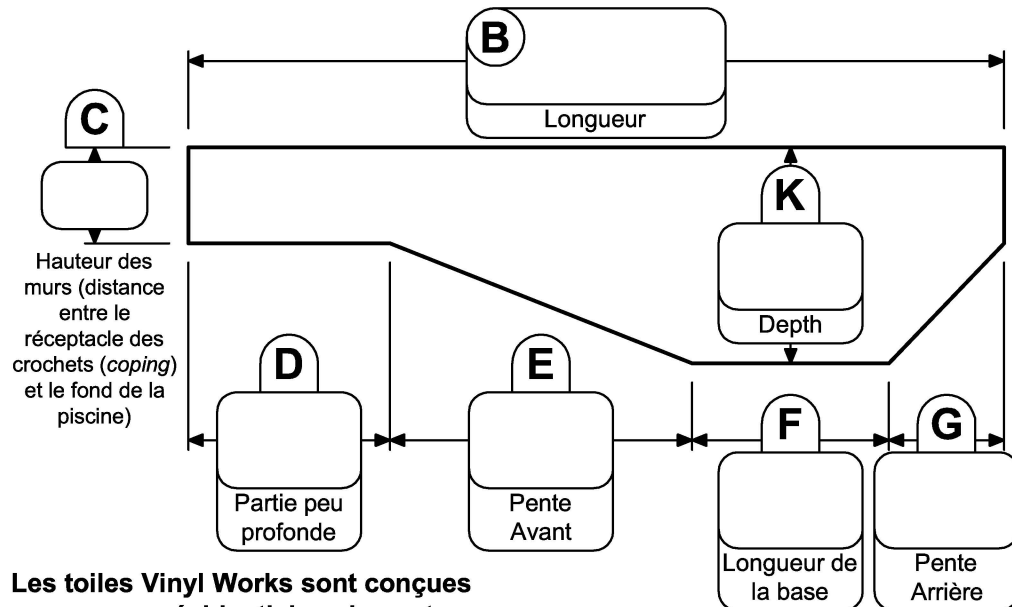 B
Longueur
C
Hauteur des
murs (distance
entre le
réceptacle des
crochets (coping)
et le fond de la
piscine)
K
Depth
D
Partie peu
profonde
E
Pente
Avant
F
Longueur de
la base
G
Pente
Arrière
Les toiles Vinyl Works sont conçues